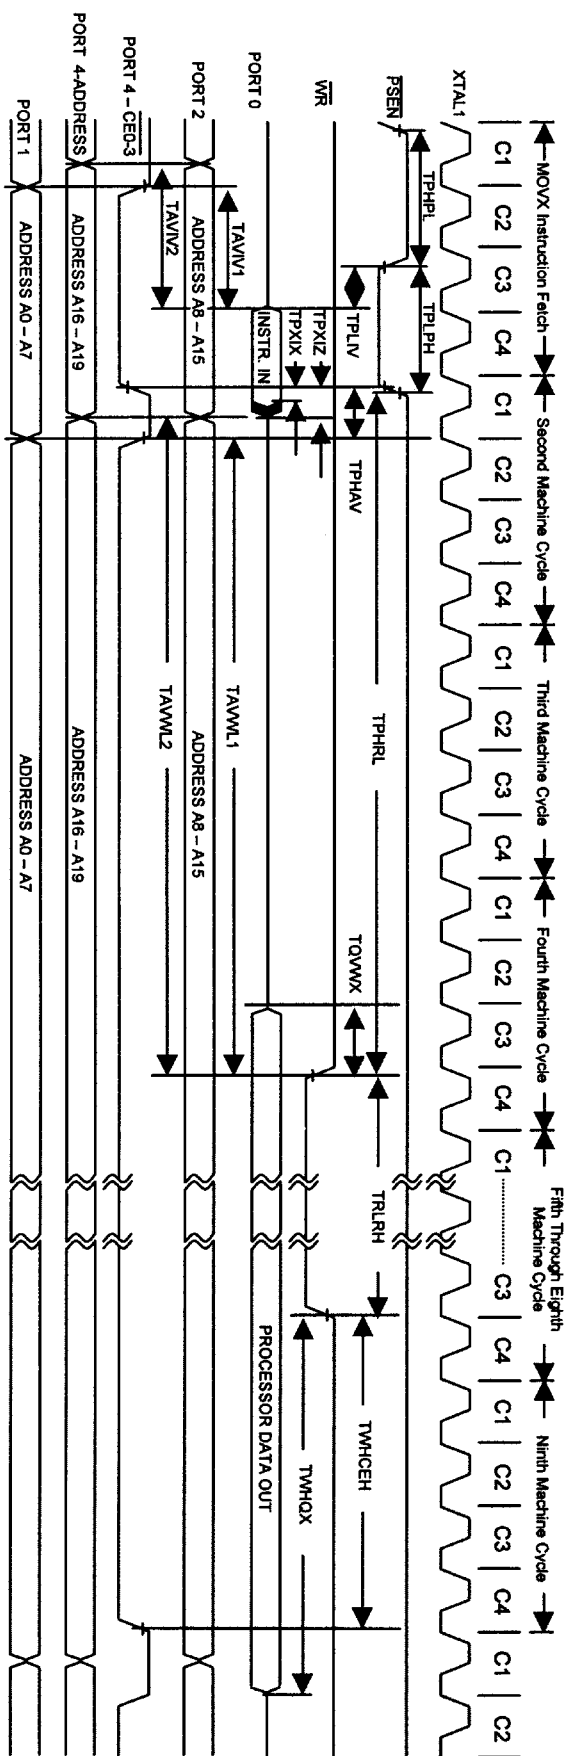 MOVX Instruction Fetch
Second Machine Cycle
Third Machine Cycle
Fourth Machine Cycle
Fifth Through Eighth
Machine Cycle
Ninth Machine Cycle
C1 C2 C3 C4 C1 C2 C3 C4 C1 C2 C3 C4 C1 C2 C3 C4 C1 ........ C3 C4 C1 C2 C3 C4 C1 C2
XTAL1
PSEN
TPHPL
TPLPH
TPHRL
TRLRH
TWHCEH
TPLIV
TPHAV
TQVWX
WR
TPXIZ
TPXIX
TWHQX
PORT 0
INSTR. IN
PROCESSOR DATA OUT
TAVIV1
TAVWL1
PORT 2
ADDRESS A8 – A15
ADDRESS A8 – A15
TAVIV2
TAVWL2
PORT 4 – CE0-3
PORT 4-ADDRESS
ADDRESS A16 – A19
ADDRESS A16 – A19
PORT 1
ADDRESS A0 – A7
ADDRESS A0 – A7